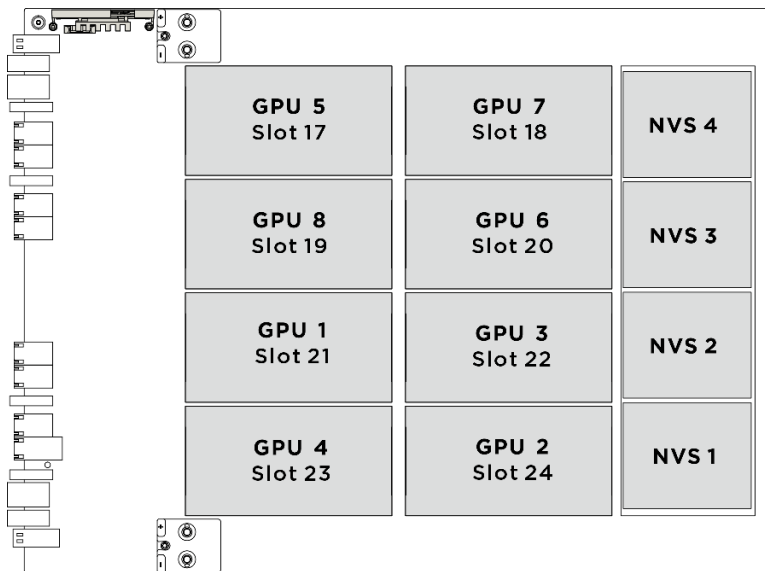 GPU 5
Slot 17
GPU 7
Slot 18
NVS 4
GPU 8
Slot 19
GPU 6
Slot 20
NVS 3
GPU 1
Slot 21
GPU 3
Slot 22
NVS 2
GPU 4
Slot 23
GPU 2
Slot 24
NVS 1